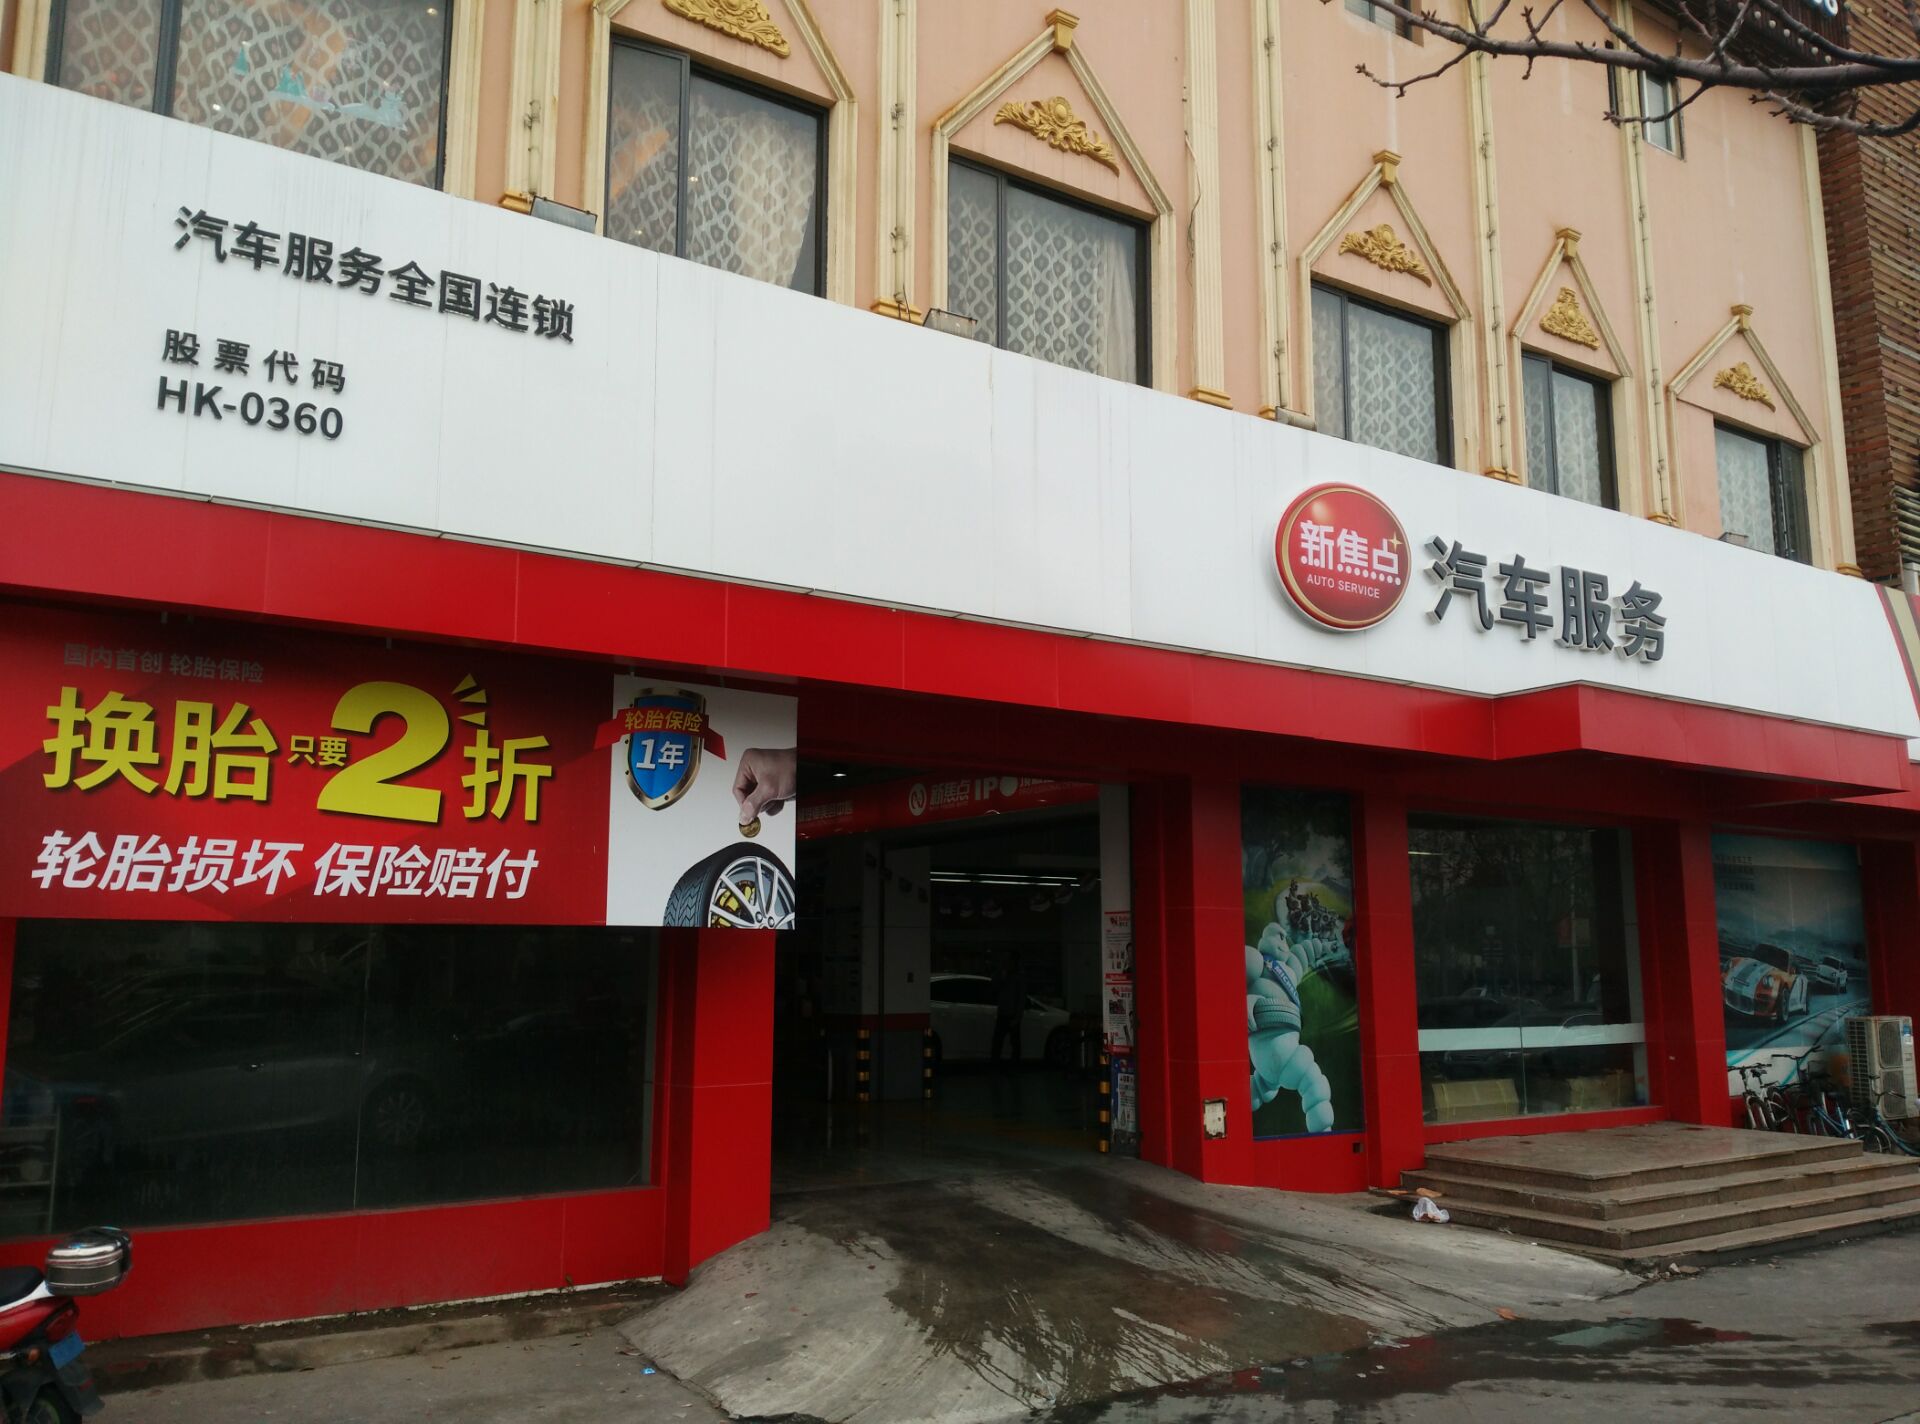 汽车服务全国连锁
股票代码
HK-0360
新焦点
AUTO SERVICE
汽车服务
国内首创 轮胎保险
换胎只要2折
轮胎损坏 保险赔付
轮胎保险
1年
新焦点